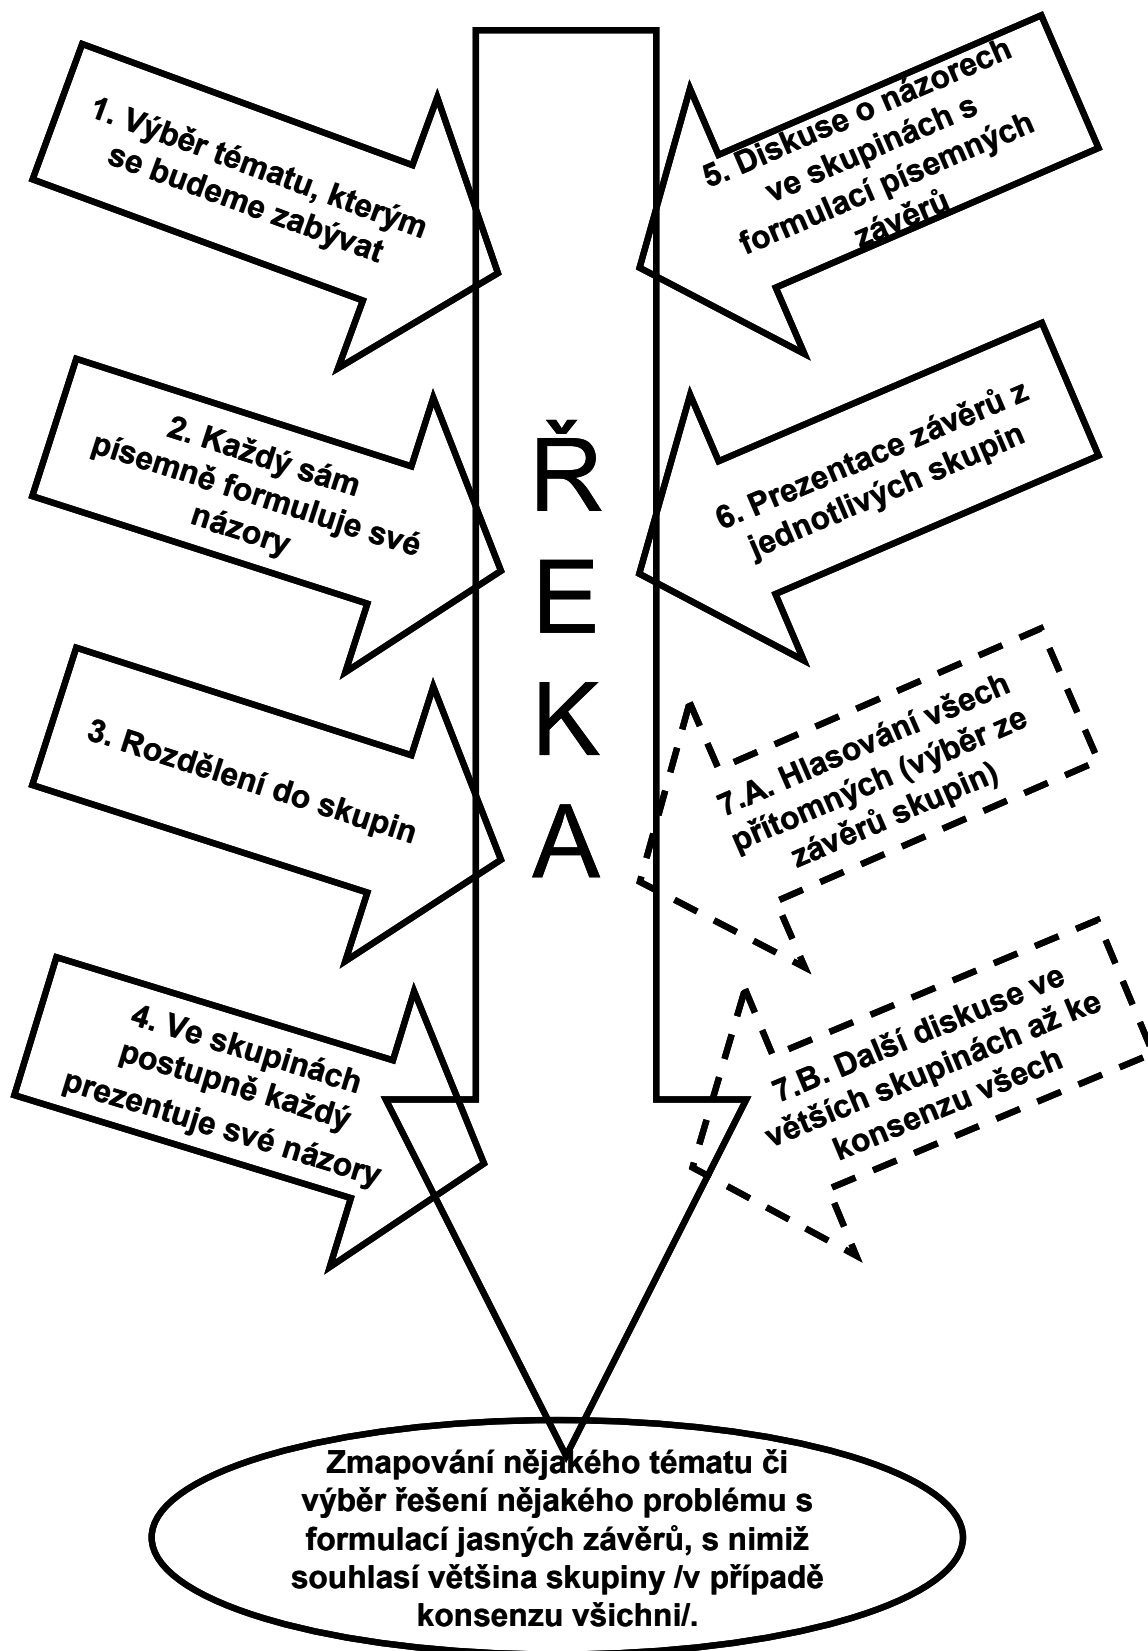 1. Výběr tématu, kterým
se budeme zabývat
2. Každý sám
písemně formuluje své
názory
3. Rozdělení do skupin
4. Ve skupinách
postupně každý
prezentuje své názory
Ř
E
K
A
5. Diskuse o názorech
ve skupinách s
formulací písemných
závěrů
6. Prezentace závěrů z
jednotlivých skupin
7.A. Hlasování všech
přítomných (výběr ze
závěrů skupin)
7.B. Další diskuse ve
větších skupinách až ke
konsenzu všech
Zmapování nějakého tématu či
výběr řešení nějakého problému s
formulací jasných závěrů, s nimiž
souhlasí většina skupiny /v případě
konsenzu všichni/.